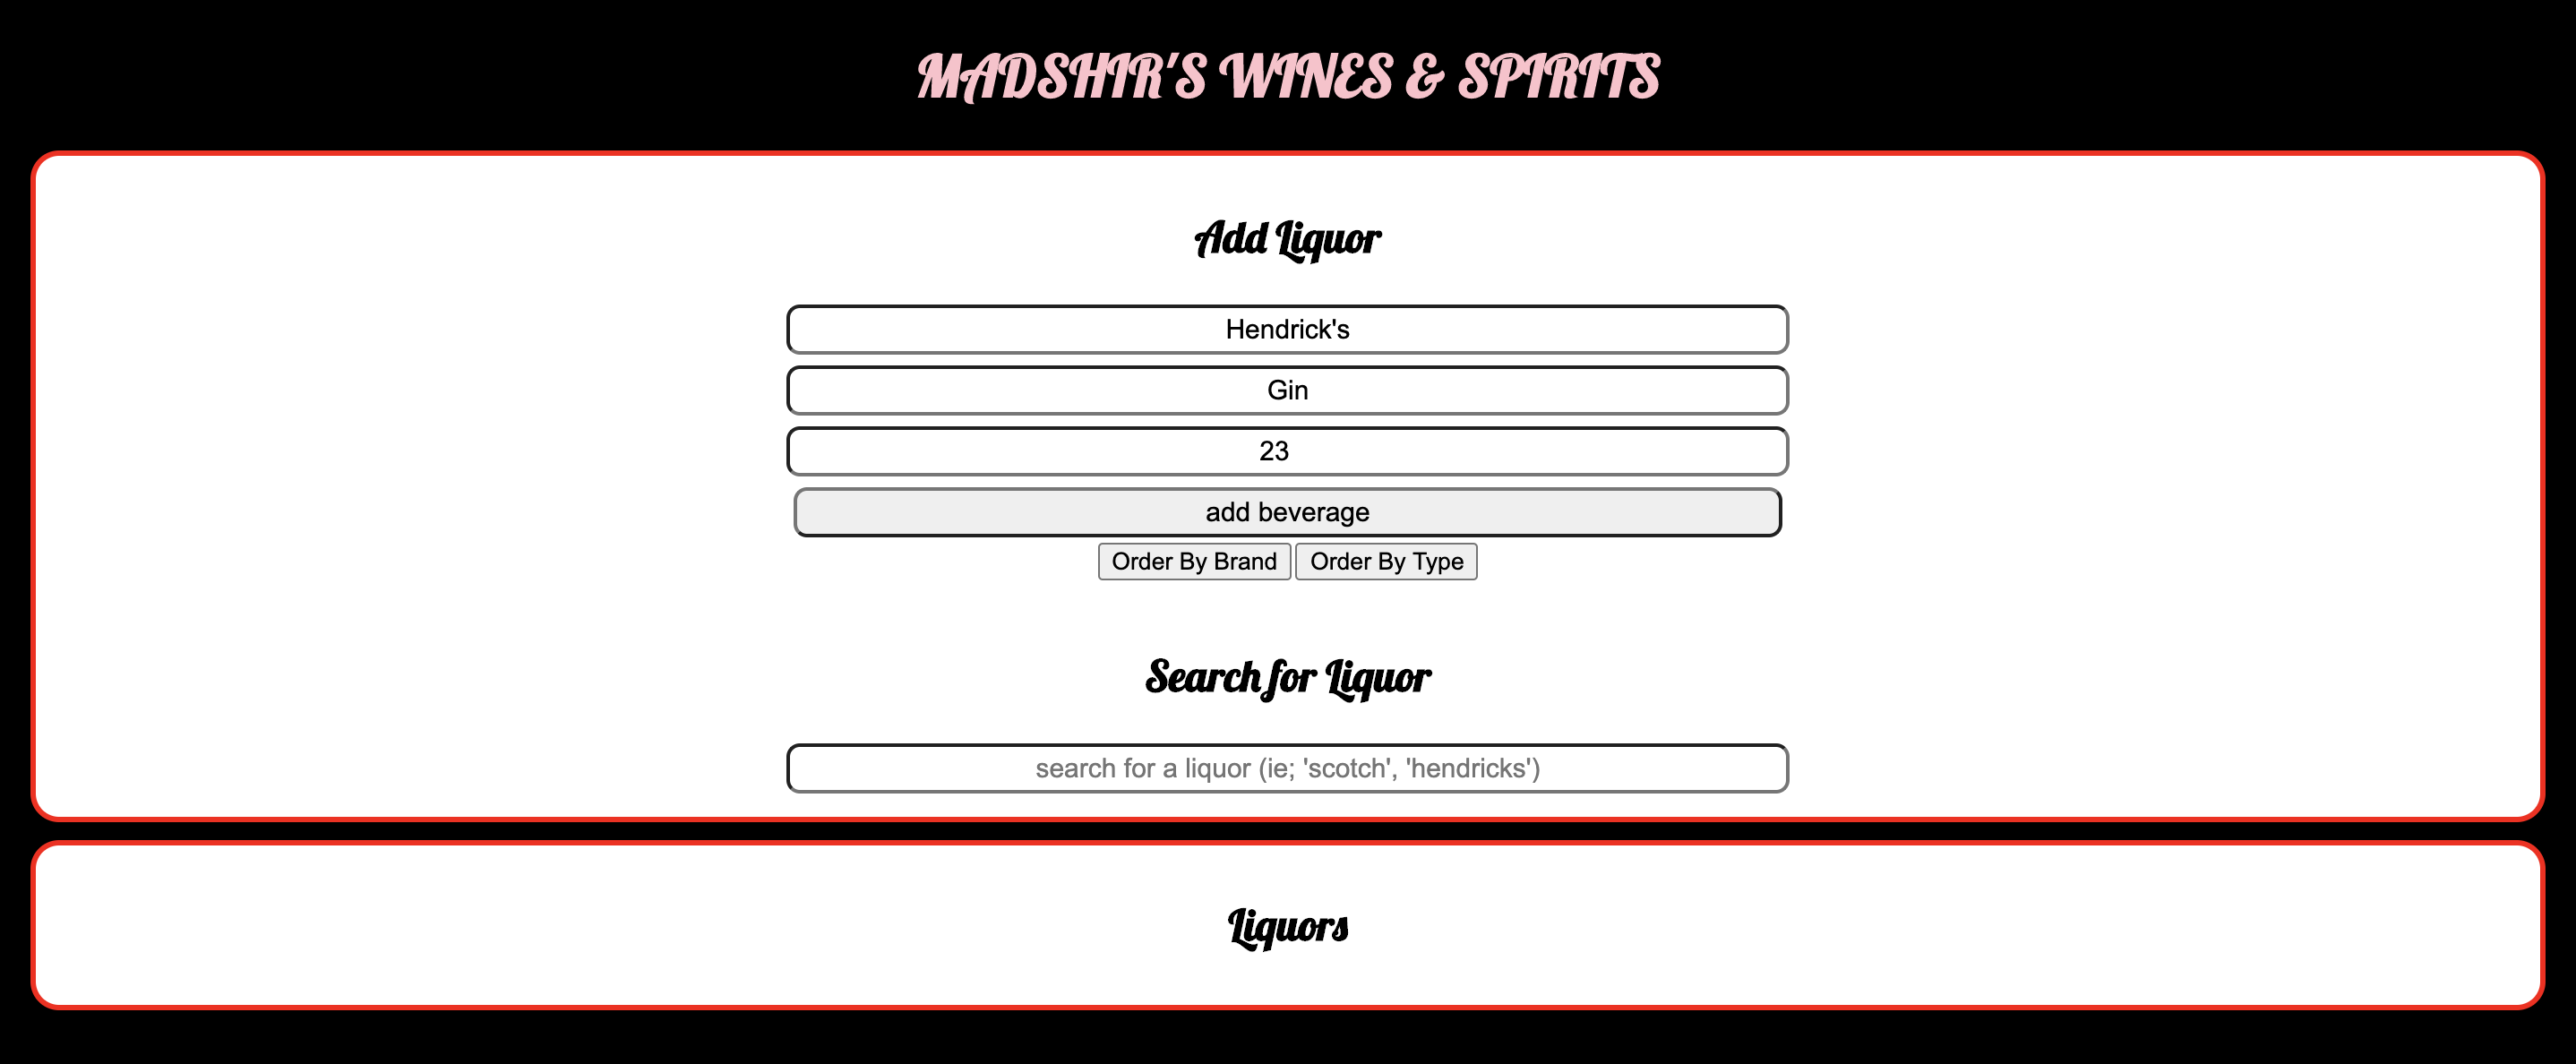 MADSHIR'S WINES & SPIRITS
Add Liquor
Hendrick's
Gin
23
add beverage
Order By Brand Order By Type
Search for Liquor
search for a liquor (ie; 'scotch', 'hendricks')
Liquors